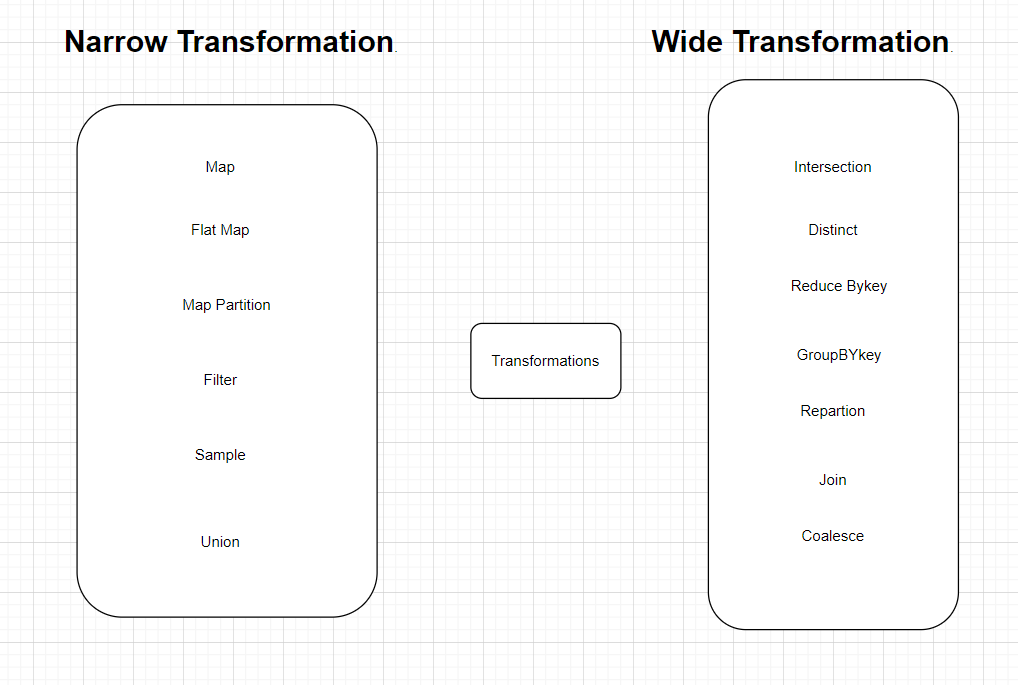 Narrow Transformation.
Wide Transformation.
Map
Flat Map
Map Partition
Filter
Sample
Union
Transformations
Intersection
Distinct
Reduce Bykey
GroupBYkey
Repartion
Join
Coalesce